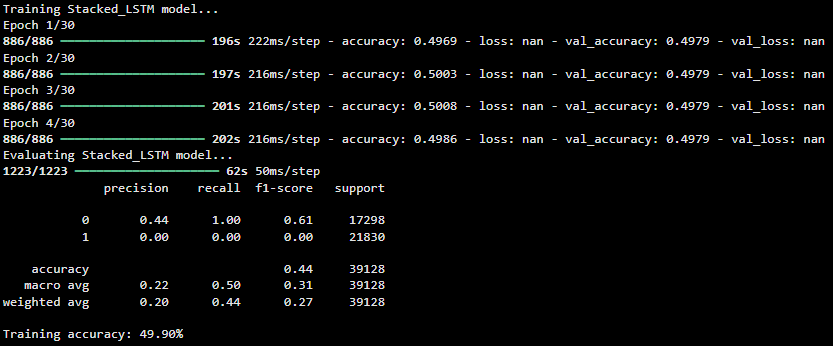 Training Stacked_LSTM model...
Epoch 1/30
886/886 ━━━━━━━━━━━━━━━━━━━━ 196s 222ms/step - accuracy: 0.4969 - loss: nan - val_accuracy: 0.4979 - val_loss: nan
Epoch 2/30
886/886 ━━━━━━━━━━━━━━━━━━━━ 197s 216ms/step - accuracy: 0.5003 - loss: nan - val_accuracy: 0.4979 - val_loss: nan
Epoch 3/30
886/886 ━━━━━━━━━━━━━━━━━━━━ 201s 216ms/step - accuracy: 0.5008 - loss: nan - val_accuracy: 0.4979 - val_loss: nan
Epoch 4/30
886/886 ━━━━━━━━━━━━━━━━━━━━ 202s 216ms/step - accuracy: 0.4986 - loss: nan - val_accuracy: 0.4979 - val_loss: nan
Evaluating Stacked_LSTM model...
1223/1223 ━━━━━━━━━━━━━━━━━━━━ 62s 50ms/step
precision recall f1-score support
0 0.44 1.00 0.61 17298
1 0.00 0.00 0.00 21830
accuracy 0.44 39128
macro avg 0.22 0.50 0.31 39128
weighted avg 0.20 0.44 0.27 39128
Training accuracy: 49.90%